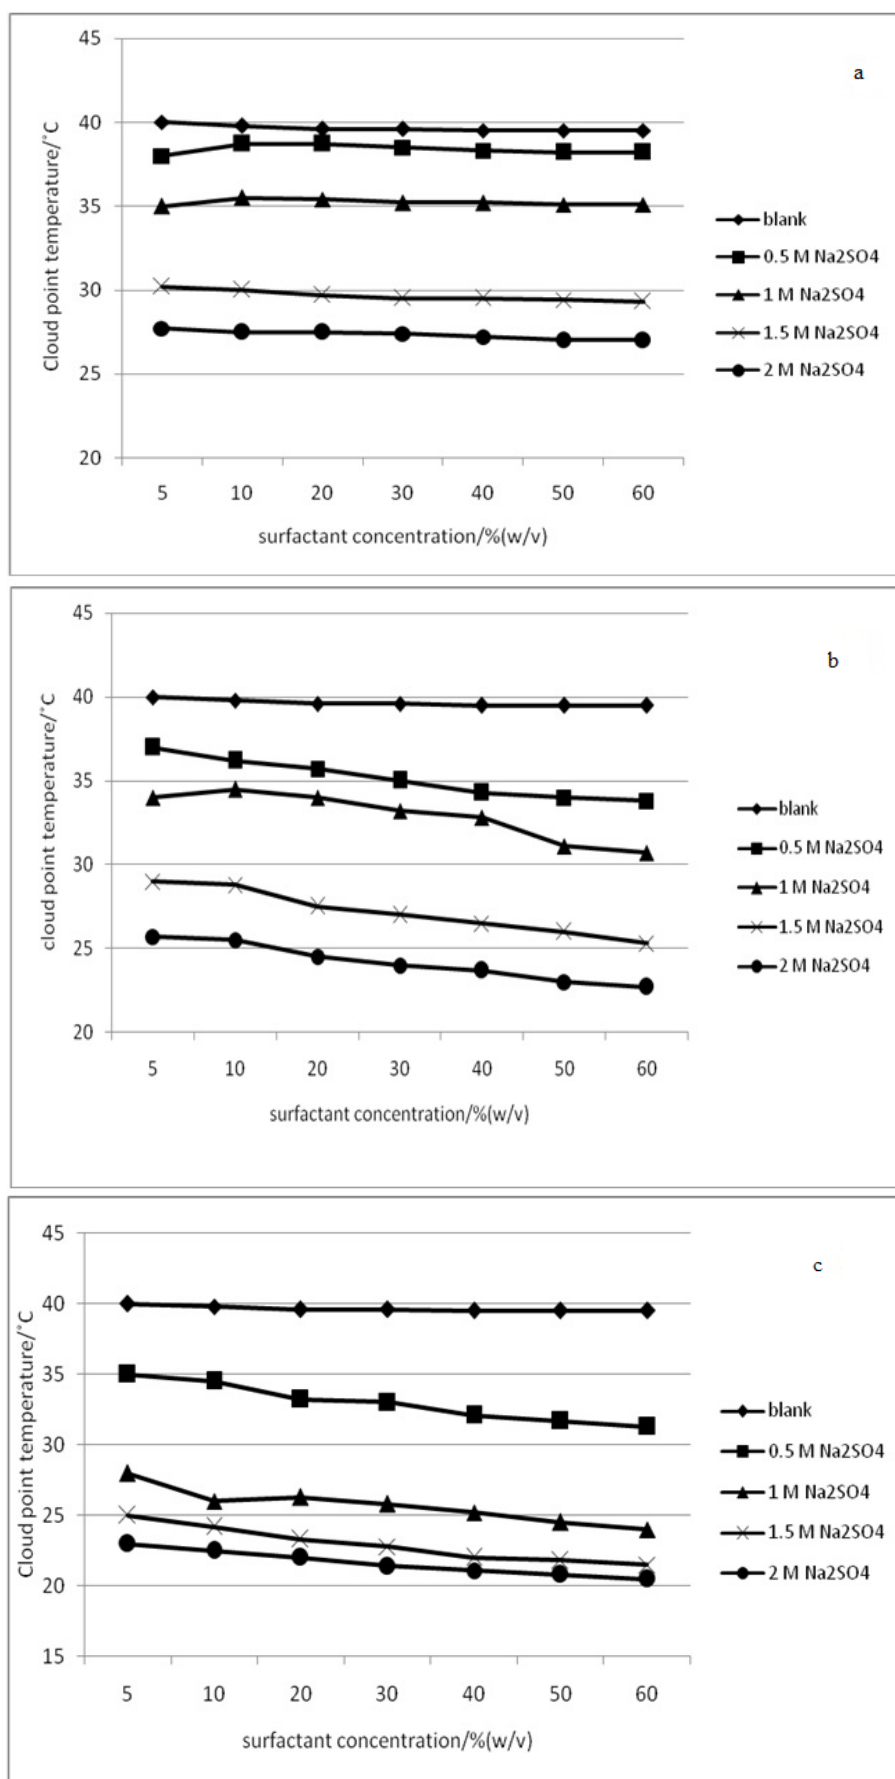 a
45
40
35
30
25
20
Cloud point temperature/˚C
5 10 20 30 40 50 60
surfactant concentration/%(w/v)
blank
0.5 M Na2SO4
1 M Na2SO4
1.5 M Na2SO4
2 M Na2SO4
b
45
40
35
30
25
20
cloud point temperature/˚C
5 10 20 30 40 50 60
surfactant concentration/%(w/v)
blank
0.5 M Na2SO4
1 M Na2SO4
1.5 M Na2SO4
2 M Na2SO4
c
45
40
35
30
25
20
15
Cloud point temperature/˚C
5 10 20 30 40 50 60
surfactant concentration/%(w/v)
blank
0.5 M Na2SO4
1 M Na2SO4
1.5 M Na2SO4
2 M Na2SO4